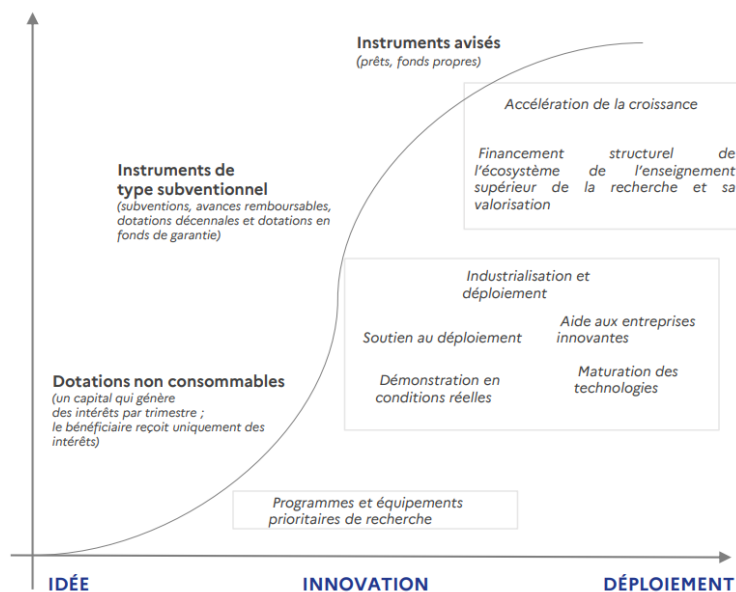 Instruments avisés
(prêts, fonds propres)
Accélération de la croissance
Financement structurel de
l'écosystème de l'enseignement
supérieur de la recherche et sa
valorisation
Instruments de
type subventionnel
(subventions, avances remboursables,
dotations décennales et dotations en
fonds de garantie)
Industrialisation et
déploiement
Soutien au déploiement
Aide aux entreprises
innovantes
Démonstration en
conditions réelles
Maturation des
technologies
Dotations non consommables
(un capital qui génère
des intérêts par trimestre ;
le bénéficiaire reçoit uniquement des
intérêts)
Programmes et équipements
prioritaires de recherche
IDÉE
INNOVATION
DÉPLOIEMENT